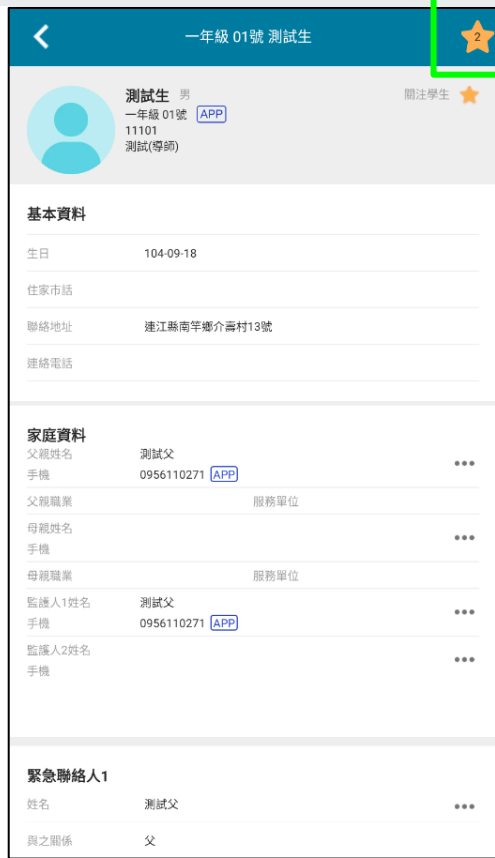 一年級 01號 測試生
2
測試生 男
關注學生
一年級 01號 APP
11101
測試(導師)
基本資料
生日 104-09-18
住家市話
聯絡地址 連江縣南竿鄉介壽村13號
連絡電話
家庭資料
父親姓名 測試父
手機 0956110271 APP
父親職業 服務單位
母親姓名
手機
母親職業 服務單位
監護人1姓名 測試父
手機 0956110271 APP
監護人2姓名
手機
緊急聯絡人1
姓名 測試父
與之關係 父